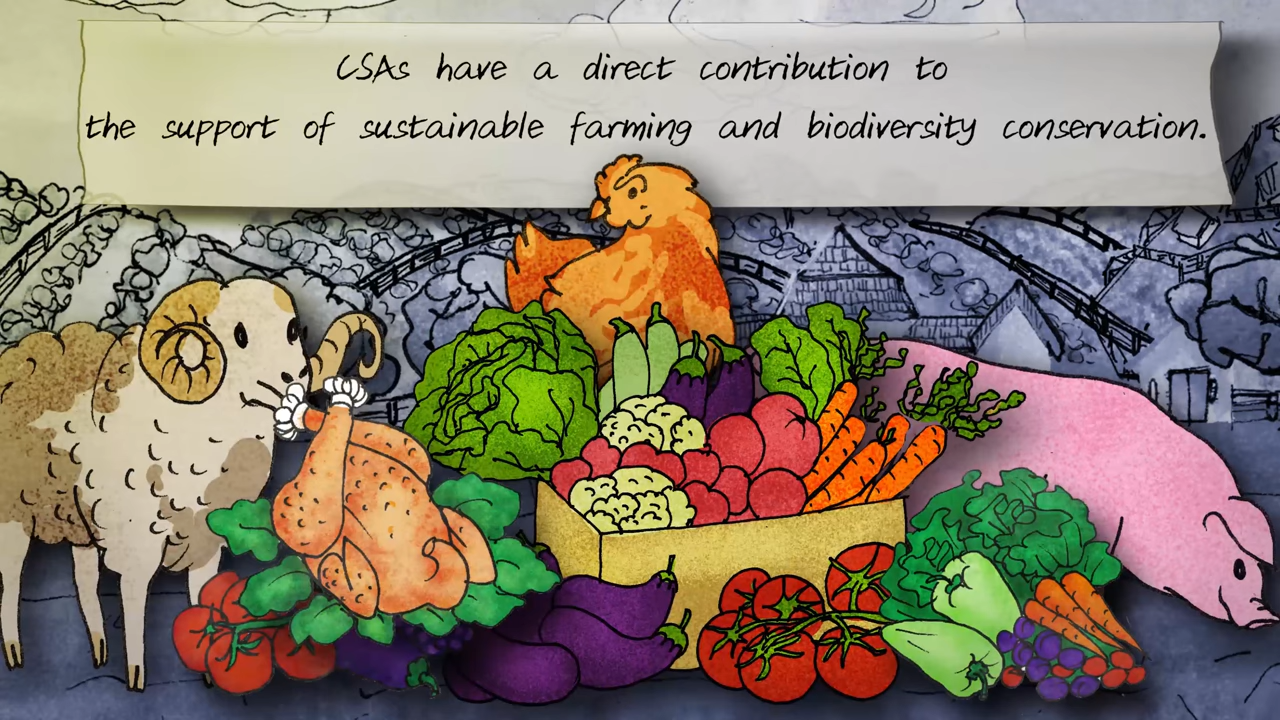 CSAs have a direct contribution to
the support of sustainable farming and biodiversity conservation.